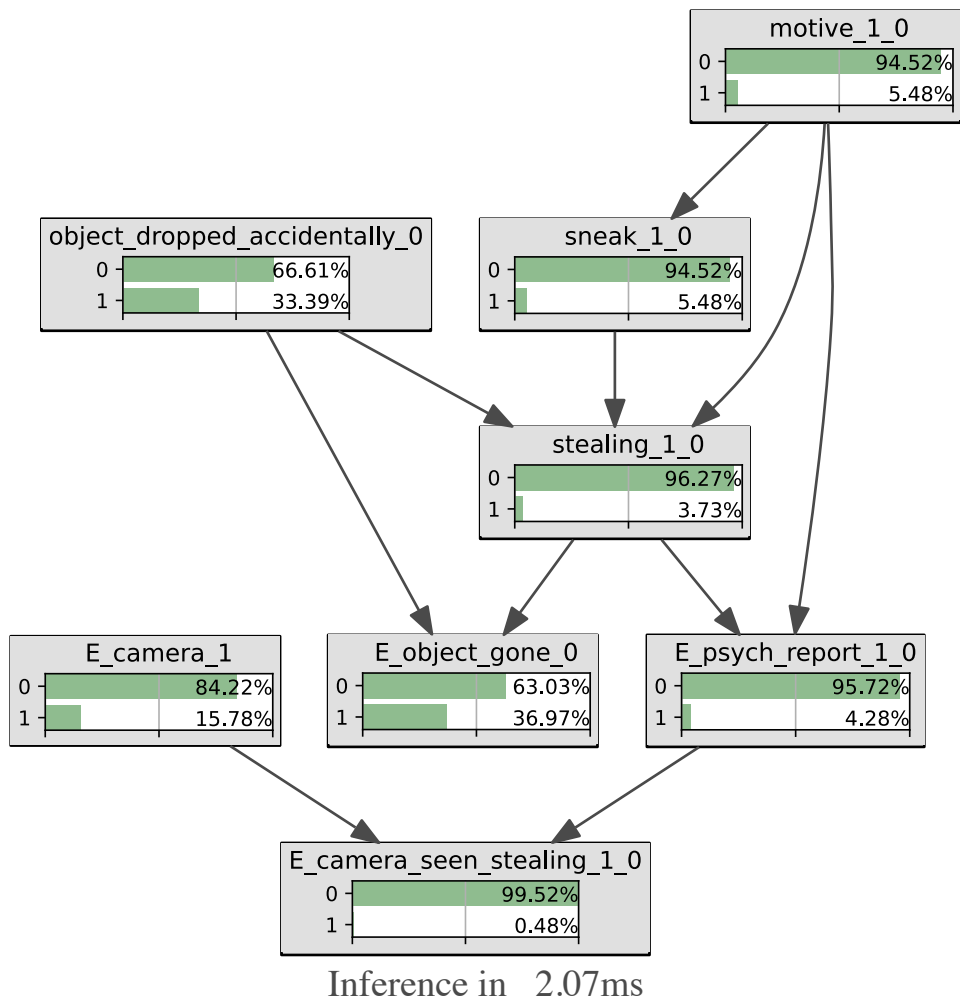 motive_1_0
0 94.52%
1 5.48%
object_dropped_accidentally_0
0 66.61%
1 33.39%
sneak_1_0
0 94.52%
1 5.48%
stealing_1_0
0 96.27%
1 3.73%
E_camera_1
0 84.22%
1 15.78%
E_object_gone_0
0 63.03%
1 36.97%
E_psych_report_1_0
0 95.72%
1 4.28%
E_camera_seen_stealing_1_0
0 99.52%
1 0.48%
Inference in 2.07ms